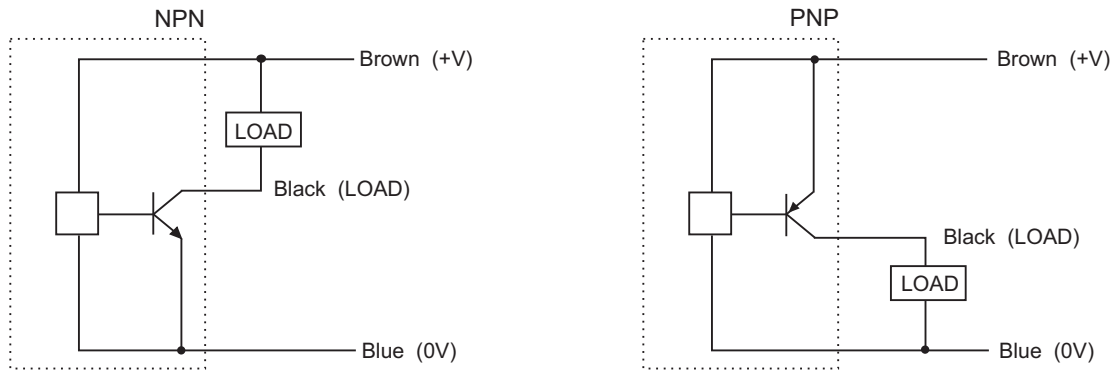 NPN
Brown (+V)
LOAD
Black (LOAD)
Blue (0V)
PNP
Brown (+V)
Black (LOAD)
LOAD
Blue (0V)